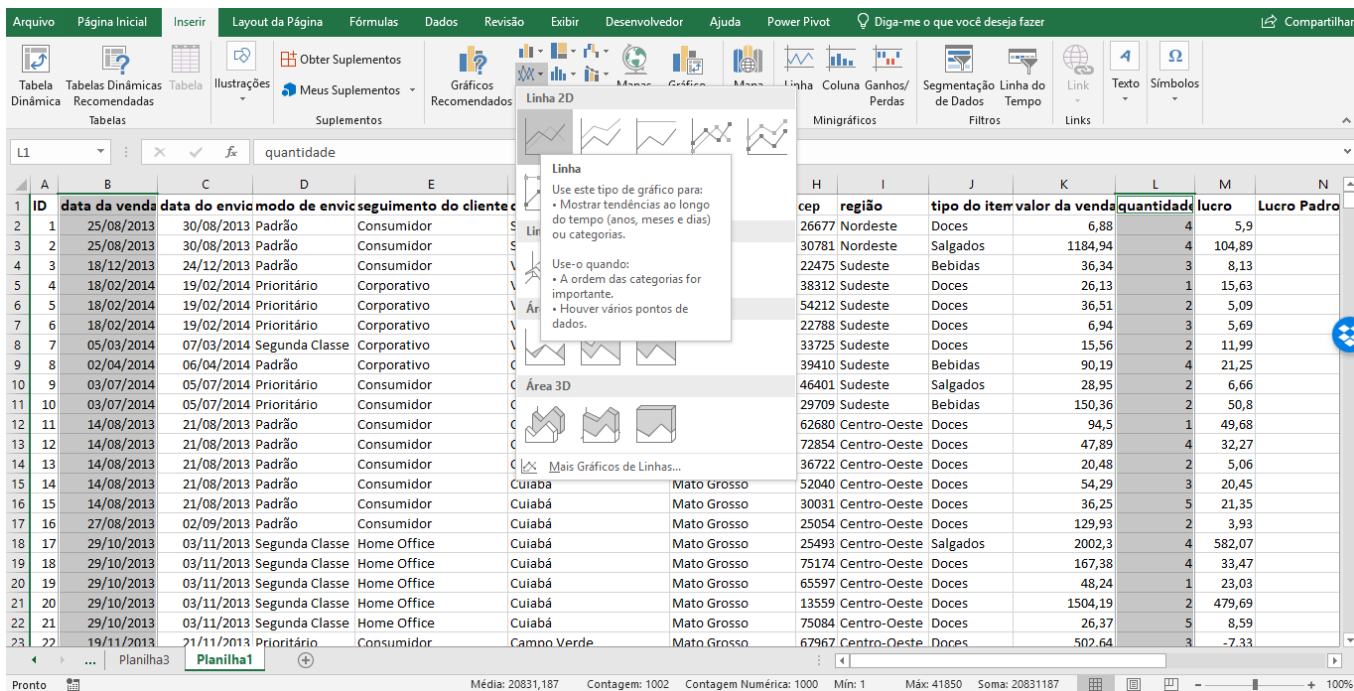 Arquivo Página Inicial Inserir Layout da Página Fórmulas Dados Revisão Exibir Desenvolvedor Ajuda Power Pivot Diga-me o que você deseja fazer Compartilhar
Tabela Dinâmica
Tabelas Dinâmicas Recomendadas
Tabela
Ilustrações
Obter Suplementos
Meus Suplementos
Gráficos Recomendados
Linha
Coluna
Ganhos/ Perdas
Segmentação de Dados
Linha do Tempo
Link
Texto
Símbolos
Tabelas Suplementos Minigráficos Filtros Links
Linha 2D
Linha
Use este tipo de gráfico para:
• Mostrar tendências ao longo
do tempo (anos, meses e dias)
ou categorias.
Use-o quando:
• A ordem das categorias for
importante.
• Houver vários pontos de
dados.
Área 3D
Mais Gráficos de Linhas...
L1 fx quantidade
A B C D E H I J K L M N
1 ID data da venda data do envio modo de envio seguimento do cliente cep região tipo do item valor da venda quantidade lucro Lucro Padro
2 1 25/08/2013 30/08/2013 Padrão Consumidor 26677 Nordeste Doces 6,88 4 5,9
3 2 25/08/2013 30/08/2013 Padrão Consumidor 30781 Nordeste Salgados 1184,94 4 104,89
4 3 18/12/2013 24/12/2013 Padrão Consumidor 22475 Sudeste Bebidas 36,34 3 8,13
5 4 18/02/2014 19/02/2014 Prioritário Corporativo 38312 Sudeste Doces 26,13 1 15,63
6 5 18/02/2014 19/02/2014 Prioritário Corporativo 54212 Sudeste Doces 36,51 2 5,09
7 6 18/02/2014 19/02/2014 Prioritário Corporativo 22788 Sudeste Doces 6,94 3 5,69
8 7 05/03/2014 07/03/2014 Segunda Classe Corporativo 33725 Sudeste Doces 15,56 2 11,99
9 8 02/04/2014 06/04/2014 Padrão Corporativo 39410 Sudeste Bebidas 90,19 4 21,25
10 9 03/07/2014 05/07/2014 Prioritário Consumidor 46401 Sudeste Salgados 28,95 2 6,66
11 10 03/07/2014 05/07/2014 Prioritário Consumidor 29709 Sudeste Bebidas 150,36 2 50,8
12 11 14/08/2013 21/08/2013 Padrão Consumidor 62680 Centro-Oeste Doces 94,5 1 49,68
13 12 14/08/2013 21/08/2013 Padrão Consumidor 72854 Centro-Oeste Doces 47,89 4 32,27
14 13 14/08/2013 21/08/2013 Padrão Consumidor 36722 Centro-Oeste Doces 20,48 2 5,06
15 14 14/08/2013 21/08/2013 Padrão Consumidor Cuiabá Mato Grosso 52040 Centro-Oeste Doces 54,29 3 20,45
16 15 14/08/2013 21/08/2013 Padrão Consumidor Cuiabá Mato Grosso 30031 Centro-Oeste Doces 36,25 5 21,35
17 16 27/08/2013 02/09/2013 Padrão Consumidor Cuiabá Mato Grosso 25054 Centro-Oeste Doces 129,93 2 3,93
18 17 29/10/2013 03/11/2013 Segunda Classe Home Office Cuiabá Mato Grosso 25493 Centro-Oeste Salgados 2002,3 4 582,07
19 18 29/10/2013 03/11/2013 Segunda Classe Home Office Cuiabá Mato Grosso 75174 Centro-Oeste Doces 167,38 4 33,47
20 19 29/10/2013 03/11/2013 Segunda Classe Home Office Cuiabá Mato Grosso 65597 Centro-Oeste Doces 48,24 1 23,03
21 20 29/10/2013 03/11/2013 Segunda Classe Home Office Cuiabá Mato Grosso 13559 Centro-Oeste Doces 1504,19 2 479,69
22 21 29/10/2013 03/11/2013 Segunda Classe Home Office Cuiabá Mato Grosso 75084 Centro-Oeste Doces 26,37 5 8,59
23 22 19/11/2013 21/11/2013 Prioritário Consumidor Campo Verde Mato Grosso 67967 Centro-Oeste Doces 502,64 3 -7,33
... Planilha3 Planilha1
Pronto Média: 20831,187 Contagem: 1002 Contagem Numérica: 1000 Mín: 1 Máx: 41850 Soma: 20831187 100%